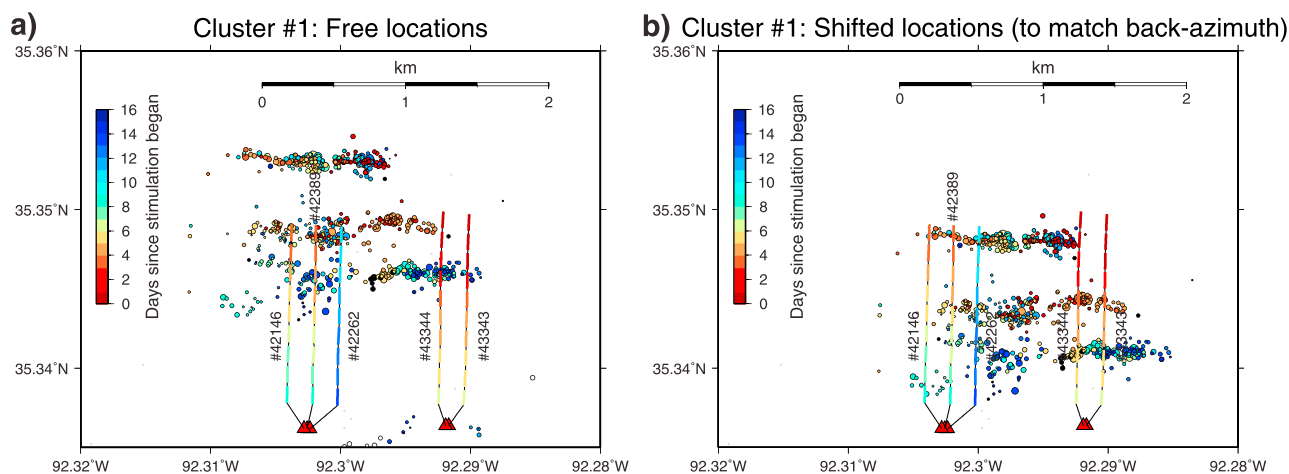 a) Cluster #1: Free locations
35.36°N
35.35°N
35.34°N
92.32°W 92.31°W 92.3°W 92.29°W 92.28°W
km
0 1 2
16
14
12
10
8
6
4
2
0
Days since stimulation began
#42389
#42146
#42262
#43344
#43343
b) Cluster #1: Shifted locations (to match back-azimuth)
35.36°N
35.35°N
35.34°N
92.32°W 92.31°W 92.3°W 92.29°W 92.28°W
km
0 1 2
16
14
12
10
8
6
4
2
0
Days since stimulation began
#42389
#42146
#42262
#43344
#43343